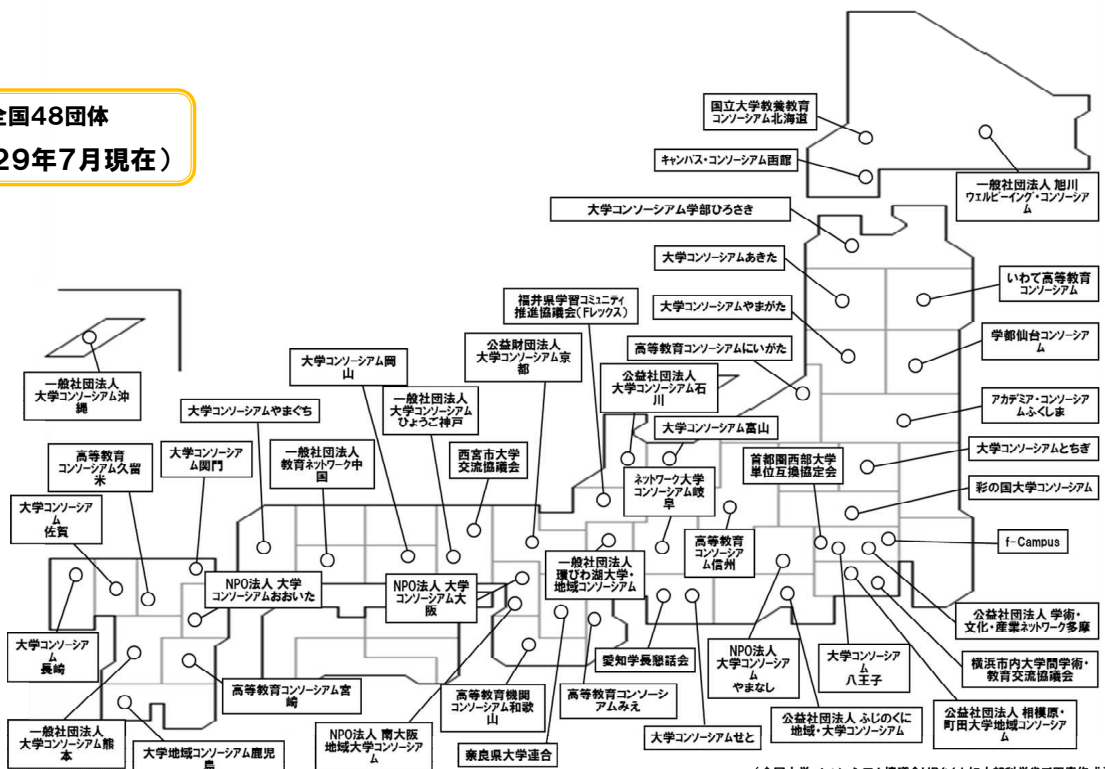 全国48団体
29年7月現在）
国立大学教養教育
コンソーシアム北海道
キャンパス・コンソーシアム函館
一般社団法人 旭川
ウェルビーイング・コンソーシア
ム
大学コンソーシアム学都ひろさき
大学コンソーシアムあきた
いわて高等教育
コンソーシアム
福井県学習コミュニティ
推進協議会(Fレックス)
大学コンソーシアムやまがた
学都仙台コンソーシア
ム
公益財団法人
大学コンソーシアム京
都
高等教育コンソーシアムにいがた
大学コンソーシアム岡
山
公益社団法人
大学コンソーシアム石
川
一般社団法人
大学コンソーシアム沖
縄
一般社団法人
大学コンソーシアム
ひょうご神戸
アカデミア・コンソーシア
ムふくしま
大学コンソーシアムやまぐち
大学コンソーシアム富山
大学コンソーシアムとちぎ
高等教育
コンソーシアム久留
米
大学コンソーシア
ム関門
一般社団法人
教育ネットワーク中
国
西宮市大学
交流協議会
首都圏西部大学
単位互換協定会
彩の国大学コンソーシアム
ネットワーク大学
コンソーシアム岐
阜
大学コンソーシア
ム
佐賀
高等教育
コンソーシア
ム信州
f-Campus
一般社団法人
環びわ湖大学・
地域コンソーシアム
NPO法人 大学
コンソーシアムおおいた
NPO法人 大学
コンソーシアム大
阪
公益社団法人 学術・
文化・産業ネットワーク多摩
大学コンソーシア
ム
長崎
愛知学長懇話会
NPO法人
大学コンソーシア
ム
やまなし
大学コンソーシア
ム
八王子
横浜市内大学間学術・
教育交流協議会
高等教育コンソーシアム宮
崎
高等教育機関
コンソーシアム和歌
山
高等教育コンソーシ
アムみえ
公益社団法人 ふじのくに
地域・大学コンソーシアム
公益社団法人 相模原・
町田大学地域コンソーシア
ム
一般社団法人
大学コンソーシアム熊
本
大学地域コンソーシアム鹿児
島
NPO法人 南大阪
地域大学コンソーシア
ム
奈良県大学連合
大学コンソーシアムせと